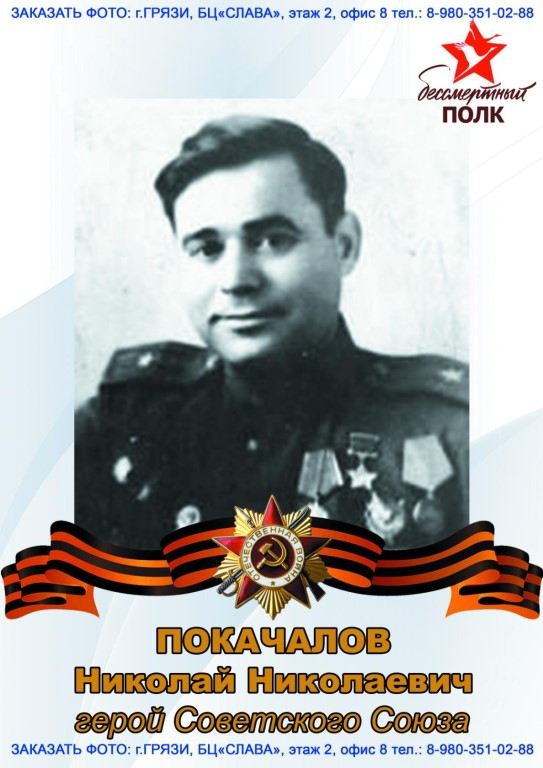 ЗАКАЗАТЬ ФОТО: г.ГРЯЗИ, БЦ«СЛАВА», этаж 2, офис 8 тел.: 8-980-351-02-88
бессмертный
ПОЛК
ОТЕЧЕСТВЕННАЯ ВОЙНА
ПОКАЧАЛОВ
Николай Николаевич
герой Советского Союза
ЗАКАЗАТЬ ФОТО: г.ГРЯЗИ, БЦ«СЛАВА», этаж 2, офис 8 тел.: 8-980-351-02-88